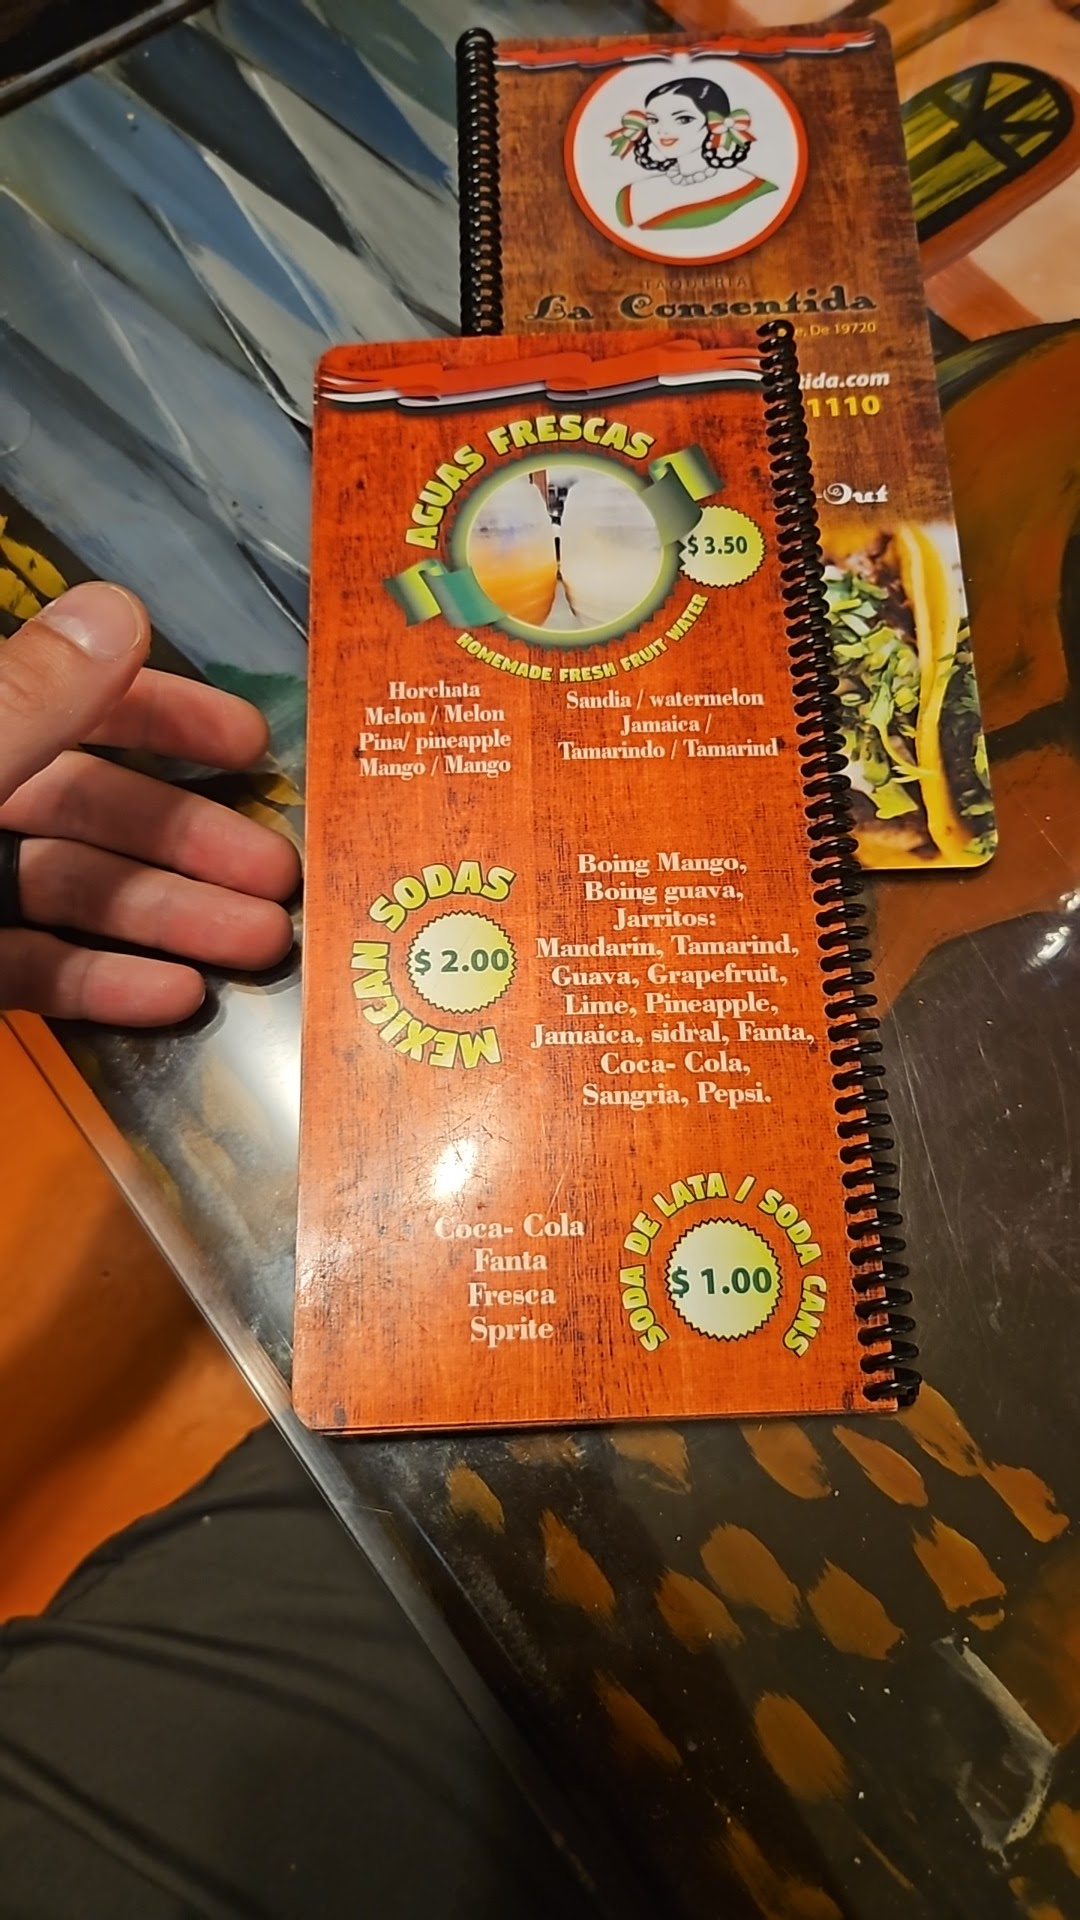 TAQUERIA
La Consentida
e, De 19720
tida.com
1110
-Out
AGUAS FRESCAS
$ 3.50
HOMEMADE FRESH FRUIT WATER
Horchata
Melon / Melon
Pina/ pineapple
Mango / Mango
Sandia / watermelon
Jamaica /
Tamarindo / Tamarind
MEXICAN SODAS
$ 2.00
Boing Mango,
Boing guava,
Jarritos:
Mandarin, Tamarind,
Guava, Grapefruit,
Lime, Pineapple,
Jamaica, sidral, Fanta,
Coca- Cola,
Sangria, Pepsi.
Coca- Cola
Fanta
Fresca
Sprite
SODA DE LATA / SODA CANS
$ 1.00